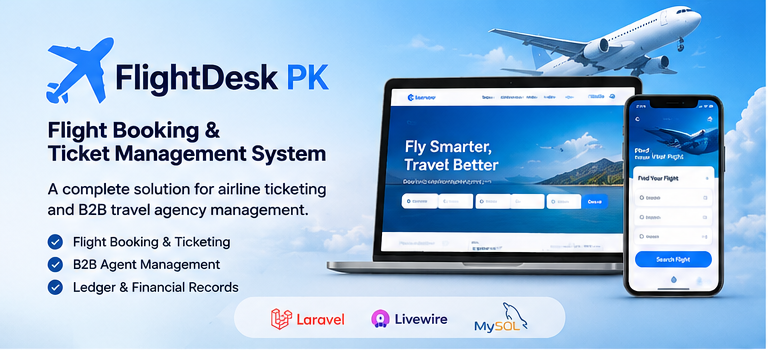 FlightDesk PK
Flight Booking &
Ticket Management System
A complete solution for airline ticketing
and B2B travel agency management.
Flight Booking & Ticketing
B2B Agent Management
Ledger & Financial Records
Fly Smarter,
Travel Better
Find Your Flight
Search Flight
Laravel
Livewire
MySQL